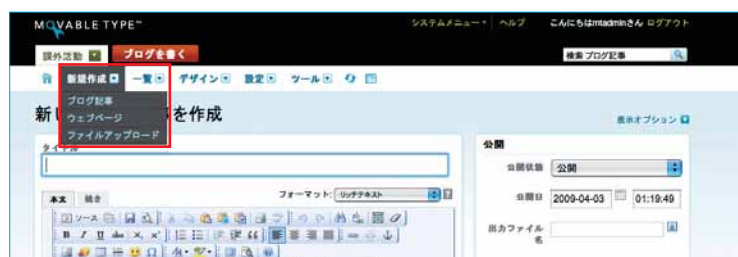 MOVABLE TYPE™
システムメニュー ヘルプ こんにちはmtadminさん ログアウト
課外活動 ブログを書く
検索 ブログ記事
新規作成 一覧 デザイン 設定 ツール
ブログ記事
ウェブページ
ファイルアップロード
新し を作成
表示オプション
タイトル
公開
公開状態 公開
本文 続き
フォーマット: リッチテキスト
公開日 2009-04-03 01:19:49
ソース
出力ファイル名
B I U abc x, x'
Ω